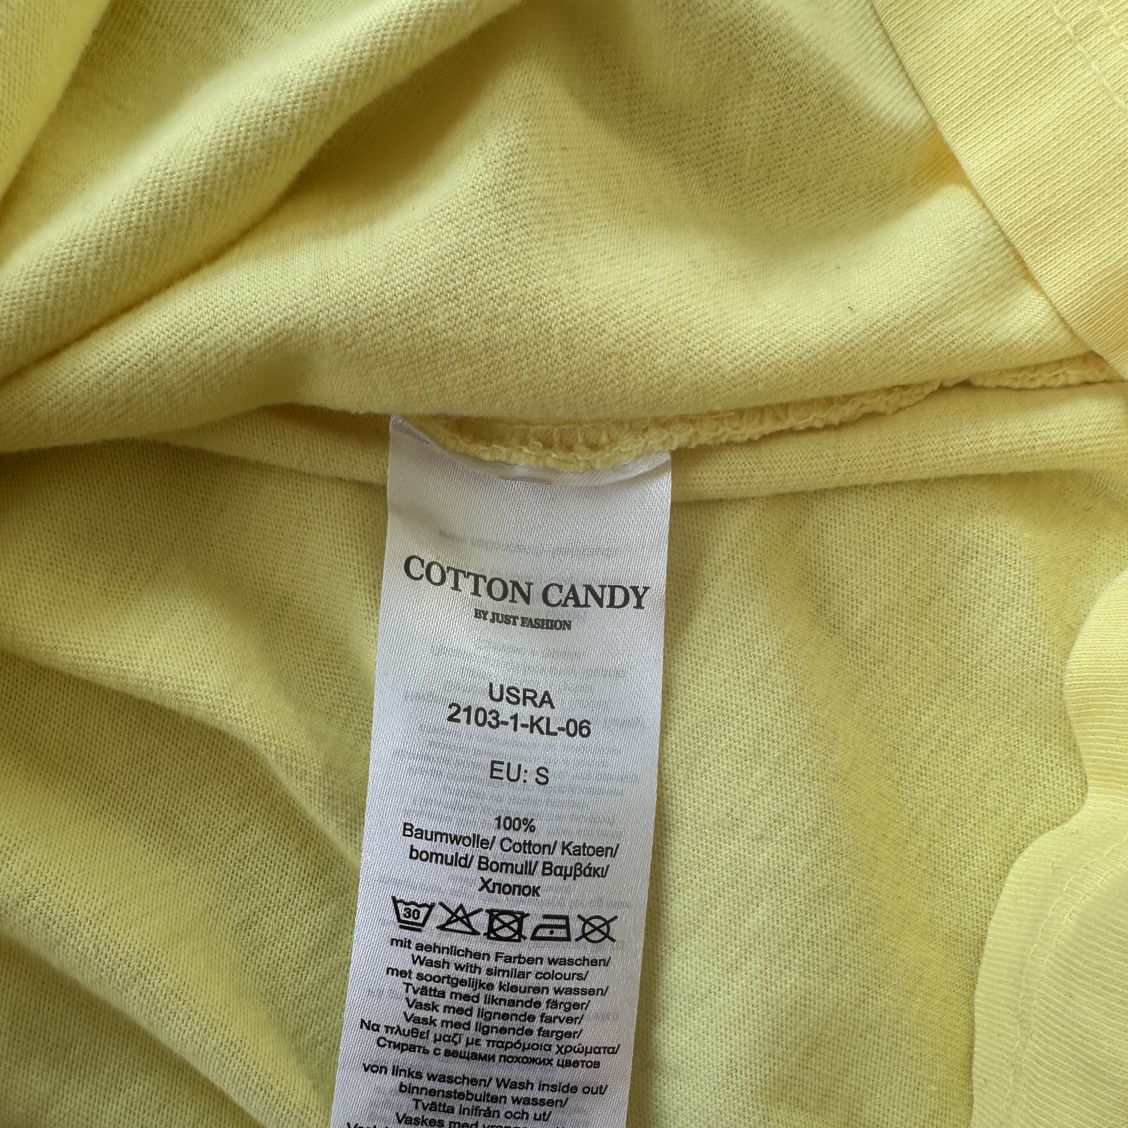 COTTON CANDY
BY JUST FASHION
USRA
2103-1-KL-06
EU: S
100%
Baumwolle/ Cotton/ Katoen/
bomuld/ Bomull/ Βαμβάκι/
Хлопок
30
mit aehnlichen Farben waschen/
Wash with similar colours/
met soortgelijke kleuren wassen/
Tvätta med liknande färger/
Vask med lignende farver/
Vask med lignende farger/
Να πλυθεί μαζί με παρόμοια χρώματα/
Стирать с вещами похожих цветов
von links waschen/ Wash inside out/
binnenstebuiten wassen/
Tvätta inifrån och ut/
Vaskes med